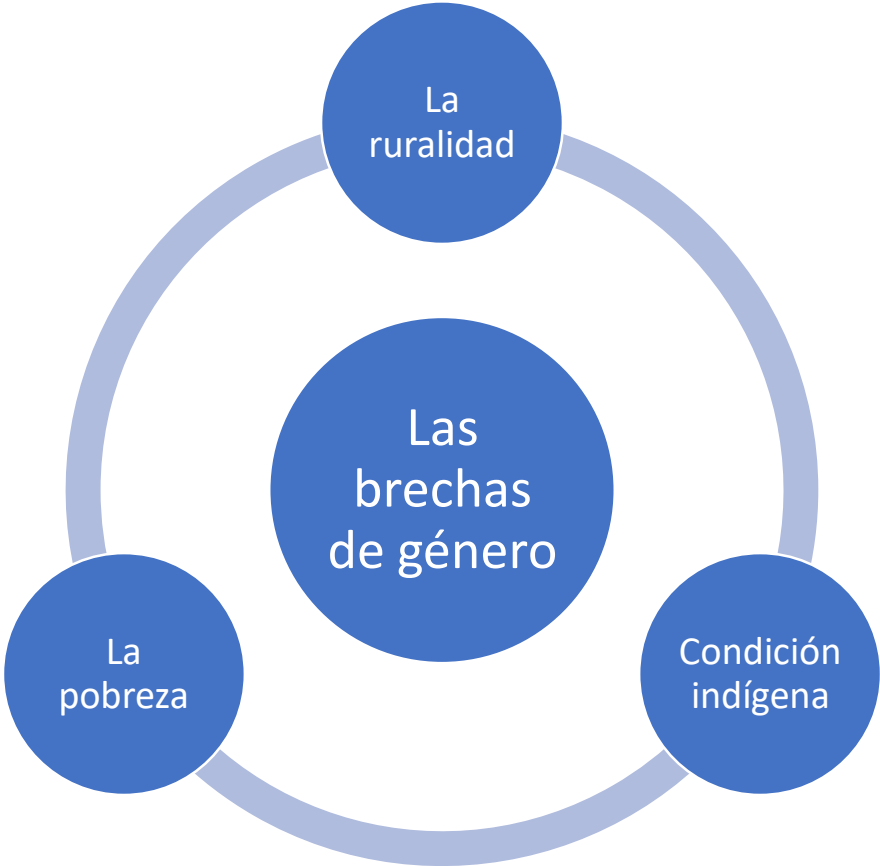 La
ruralidad
Las
brechas
de género
La
pobreza
Condición
indígena